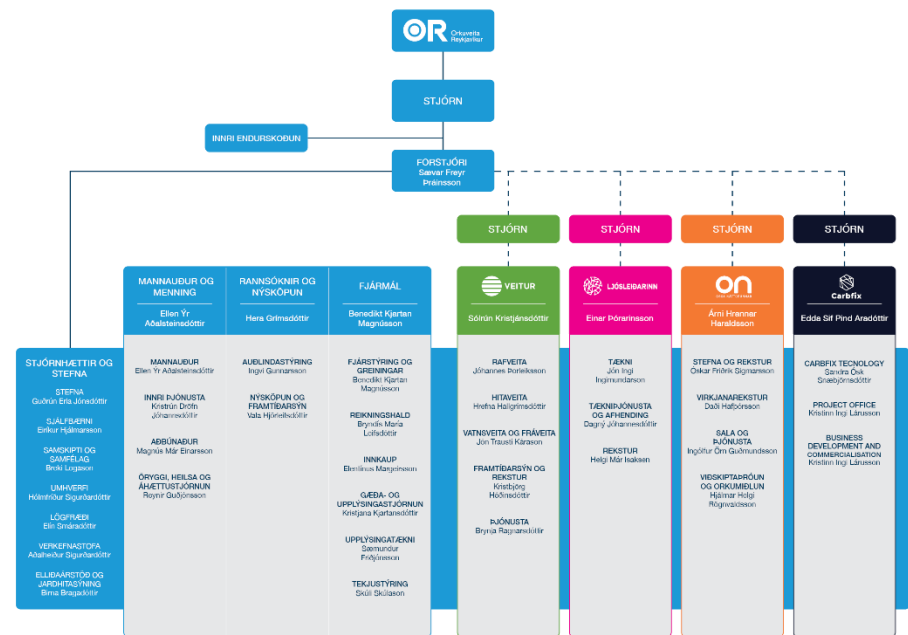 OR
Orkuveita
Reykjavíkur
STJÓRN
INNRI ENDURSKOÐUN
FORSTJÓRI
Sævar Freyr
Þráinsson
STJÓRN
STJÓRN
STJÓRN
STJÓRN
MANNAUÐUR OG
MENNING
Ellen Ýr
Aðalsteinsdóttir
RANNSÓKNIR OG
NÝSKÖPUN
Hera Grímsdóttir
FJÁRMÁL
Benedikt Kjartan
Magnússon
VEITUR
Sólrún Kristjánsdóttir
LJÓSLEIÐARINN
Einar Þórarinsson
on
Árni Hrannar
Haraldsson
Carbfix
Edda Sif Pind Aradóttir
STJÓRNHÆTTIR OG
STEFNA
STEFNA
Guðrún Erla Jónsdóttir
SJÁLFBÆRNI
Eiríkur Hjálmarsson
SAMSKIPTI OG
SAMFÉLAG
Breki Logason
UMHVERFI
Hólmfríður Sigurðardóttir
LÖGFRÆÐI
Elín Smáradóttir
VERKEFNASTOFA
Aðalheiður Sigurðardóttir
ELLIÐAÁRSTÖÐ OG
JARÐHITASÝNING
Birna Bragadóttir
MANNAUÐUR
Ellen Ýr Aðalsteinsdóttir
INNRI ÞJÓNUSTA
Kristrún Dröfn
Jóhannesdóttir
AÐBÚNAÐUR
Magnús Már Einarsson
ÖRYGGI, HEILSA OG
ÁHÆTTUSTJÓRNUN
Reynir Guðjónsson
AUÐLINDASTÝRING
Ingvi Gunnarsson
NÝSKÖPUN OG
FRAMTÍÐARSÝN
Vala Hjörleifsdóttir
FJÁRSTÝRING OG
GREININGAR
Benedikt Kjartan
Magnússon
REIKNINGSHALD
Bryndís María
Leifsdóttir
INNKAUP
Elentínus Margeirsson
GÆÐA- OG
UPPLÝSINGASTJÓRNUN
Kristjana Kjartansdóttir
UPPLÝSINGATÆKNI
Sæmundur
Friðjónsson
TEKJUSTÝRING
Skúli Skúlason
RAFVEITA
Jóhannes Þorleiksson
HITAVEITA
Hrefna Hallgrímsdóttir
VATNSVEITA OG FRÁVEITA
Jón Trausti Kárason
FRAMTÍÐARSÝN OG
REKSTUR
Kristbjörg
Héðinsdóttir
ÞJÓNUSTA
Brynja Ragnarsdóttir
TÆKNI
Jón Ingi
Ingimundarson
TÆKNIÞJÓNUSTA
OG AFHENDING
Dagný Jóhannesdóttir
REKSTUR
Helgi Már Isaksen
STEFNA OG REKSTUR
Óskar Friðrik Sigmarsson
VIRKJANAREKSTUR
Daði Hafþórsson
SALA OG
ÞJÓNUSTA
Ingólfur Örn Guðmundsson
VIÐSKIPTAÞRÓUN
OG ORKUMIÐLUN
Hjálmar Helgi
Rögnvaldsson
CARBFIX TECNOLOGY
Sandra Ósk
Snæbjörnsdóttir
PROJECT OFFICE
Kristinn Ingi Lárusson
BUSINESS
DEVELOPMENT AND
COMMERCIALISATION
Kristinn Ingi Lárusson